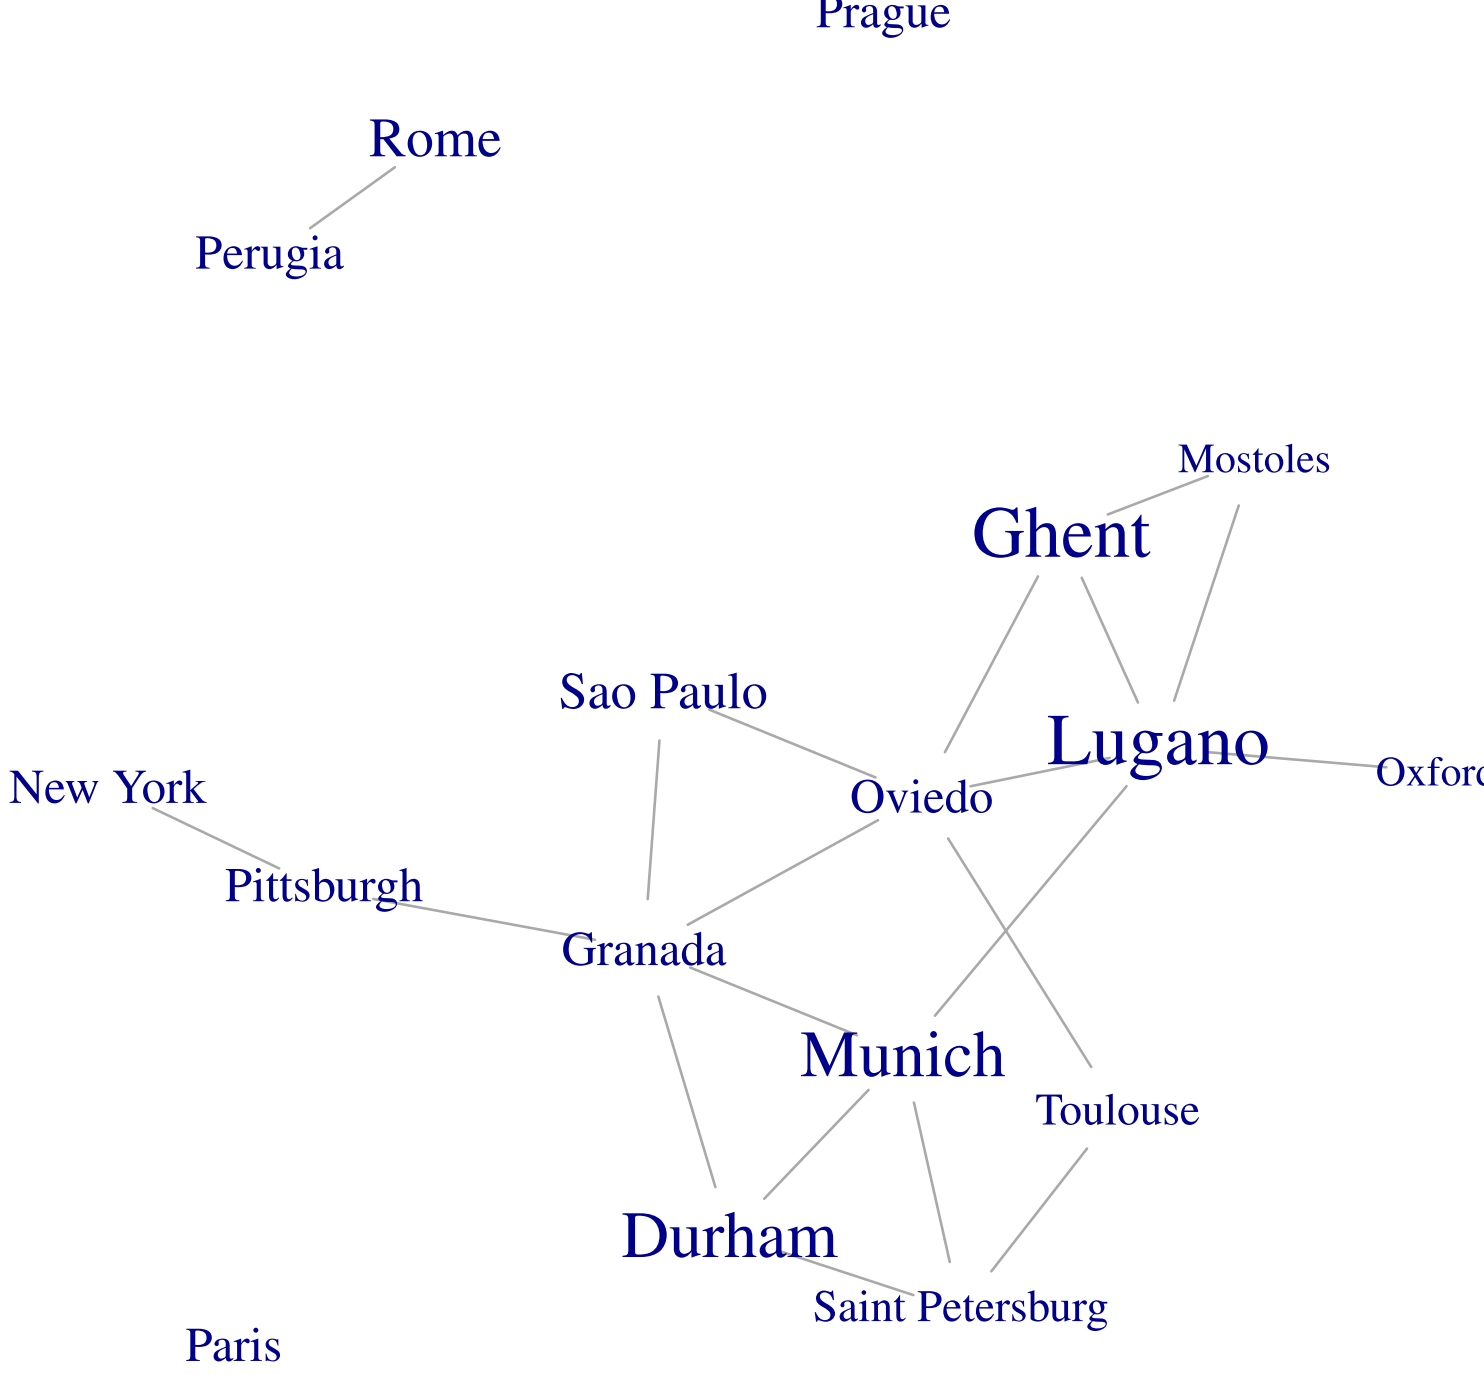 Prague
Rome
Perugia
Mostoles
Ghent
Sao Paulo
Lugano
New York
Oviedo
Oxford
Pittsburgh
Granada
Munich
Toulouse
Durham
Saint Petersburg
Paris